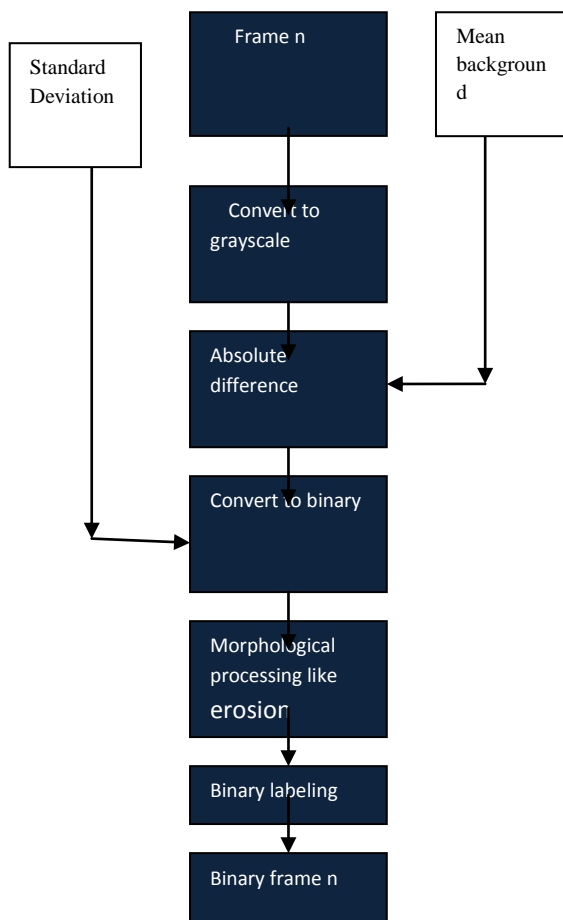 Frame n
Mean
backgroun
d
Standard
Deviation
Convert to
grayscale
Absolute
difference
Convert to binary
Morphological
processing like
erosion
Binary labeling
Binary frame n